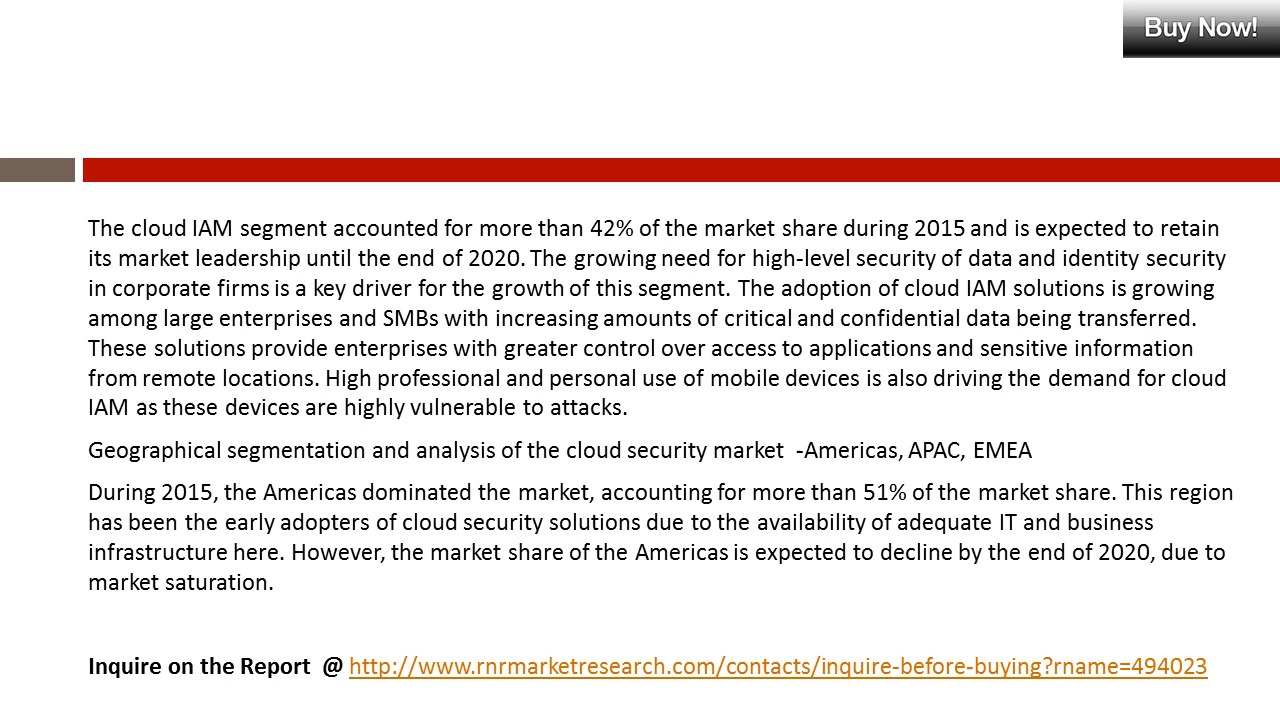 Buy Now!
The cloud IAM segment accounted for more than 42% of the market share during 2015 and is expected to retain
its market leadership until the end of 2020. The growing need for high-level security of data and identity security
in corporate firms is a key driver for the growth of this segment. The adoption of cloud IAM solutions is growing
among large enterprises and SMBs with increasing amounts of critical and confidential data being transferred.
These solutions provide enterprises with greater control over access to applications and sensitive information
from remote locations. High professional and personal use of mobile devices is also driving the demand for cloud
IAM as these devices are highly vulnerable to attacks.
Geographical segmentation and analysis of the cloud security market  -Americas, APAC, EMEA
During 2015, the Americas dominated the market, accounting for more than 51% of the market share. This region
has been the early adopters of cloud security solutions due to the availability of adequate IT and business
infrastructure here. However, the market share of the Americas is expected to decline by the end of 2020, due to
market saturation.
Inquire on the Report  @ http://www.rnrmarketresearch.com/contacts/inquire-before-buying?rname=494023